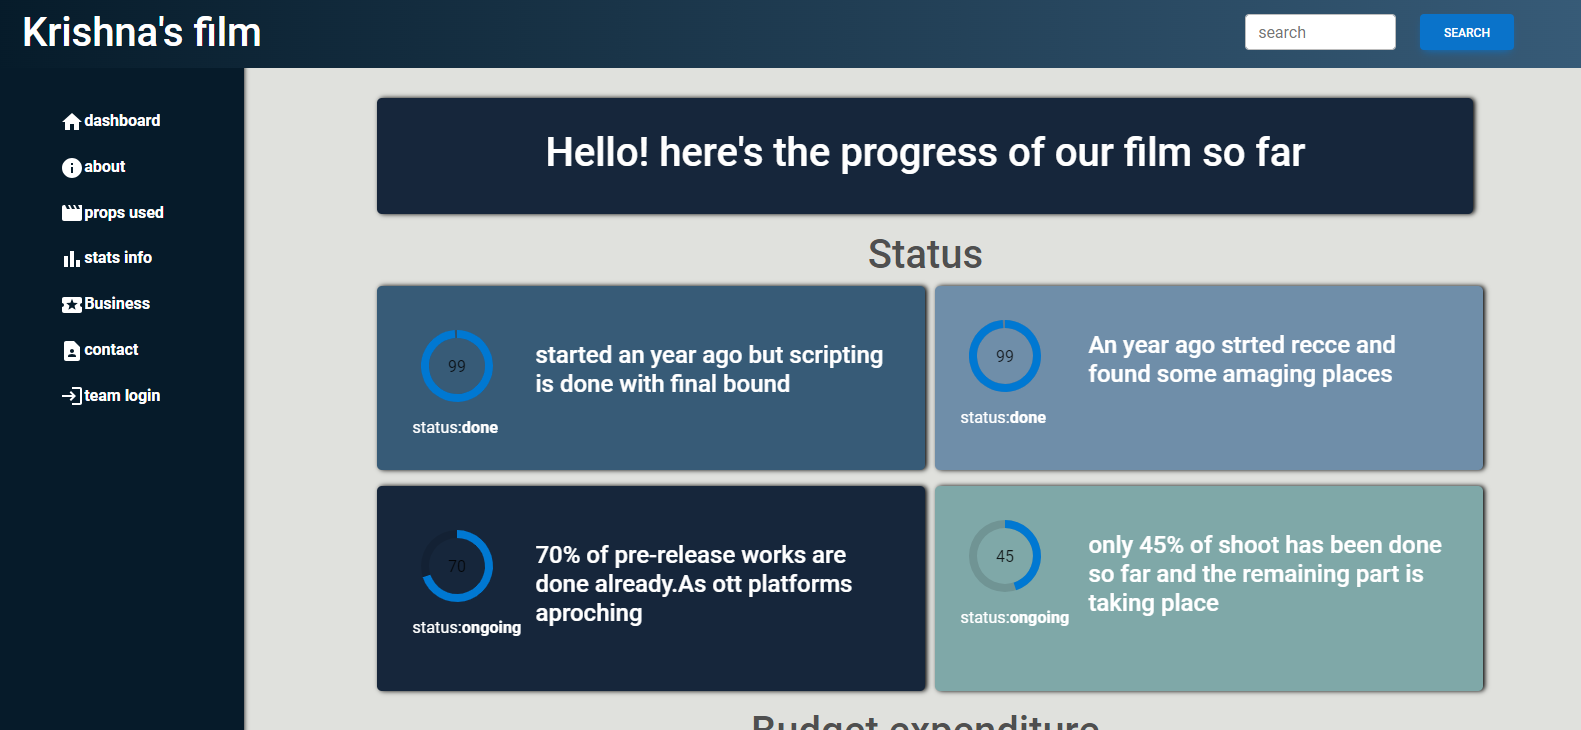 Krishna's film
search
SEARCH
dashboard
about
props used
stats info
Business
contact
team login
Hello! here's the progress of our film so far
Status
99
status:done
started an year ago but scripting
is done with final bound
99
status:done
An year ago strted recce and
found some amaging places
70
status:ongoing
70% of pre-release works are
done already.As ott platforms
aproching
45
status:ongoing
only 45% of shoot has been done
so far and the remaining part is
taking place
Budget expenditure